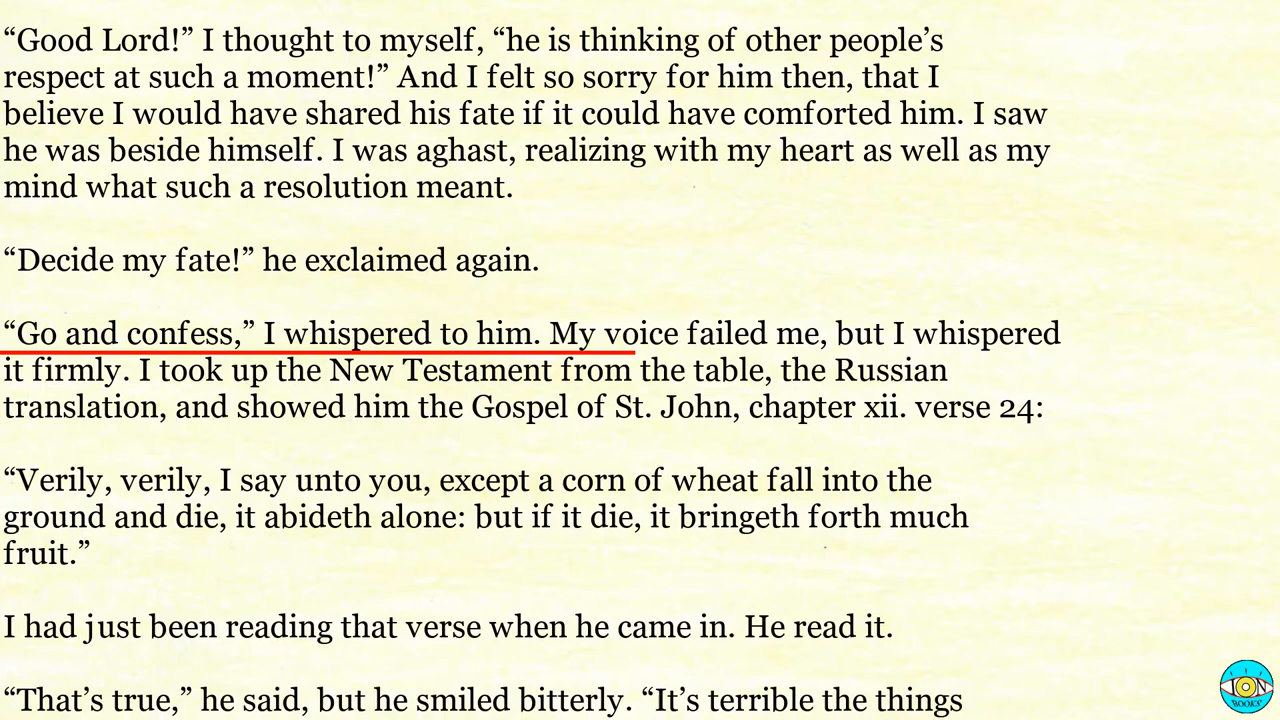 “Good Lord!” I thought to myself, “he is thinking of other people’s
respect at such a moment!” And I felt so sorry for him then, that I
believe I would have shared his fate if it could have comforted him. I saw
he was beside himself. I was aghast, realizing with my heart as well as my
mind what such a resolution meant.
“Decide my fate!” he exclaimed again.
“Go and confess,” I whispered to him. My voice failed me, but I whispered
it firmly. I took up the New Testament from the table, the Russian
translation, and showed him the Gospel of St. John, chapter xii. verse 24:
“Verily, verily, I say unto you, except a corn of wheat fall into the
ground and die, it abideth alone: but if it die, it bringeth forth much
fruit.”
I had just been reading that verse when he came in. He read it.
“That’s true,” he said, but he smiled bitterly. “It’s terrible the things
ION
BOOKS